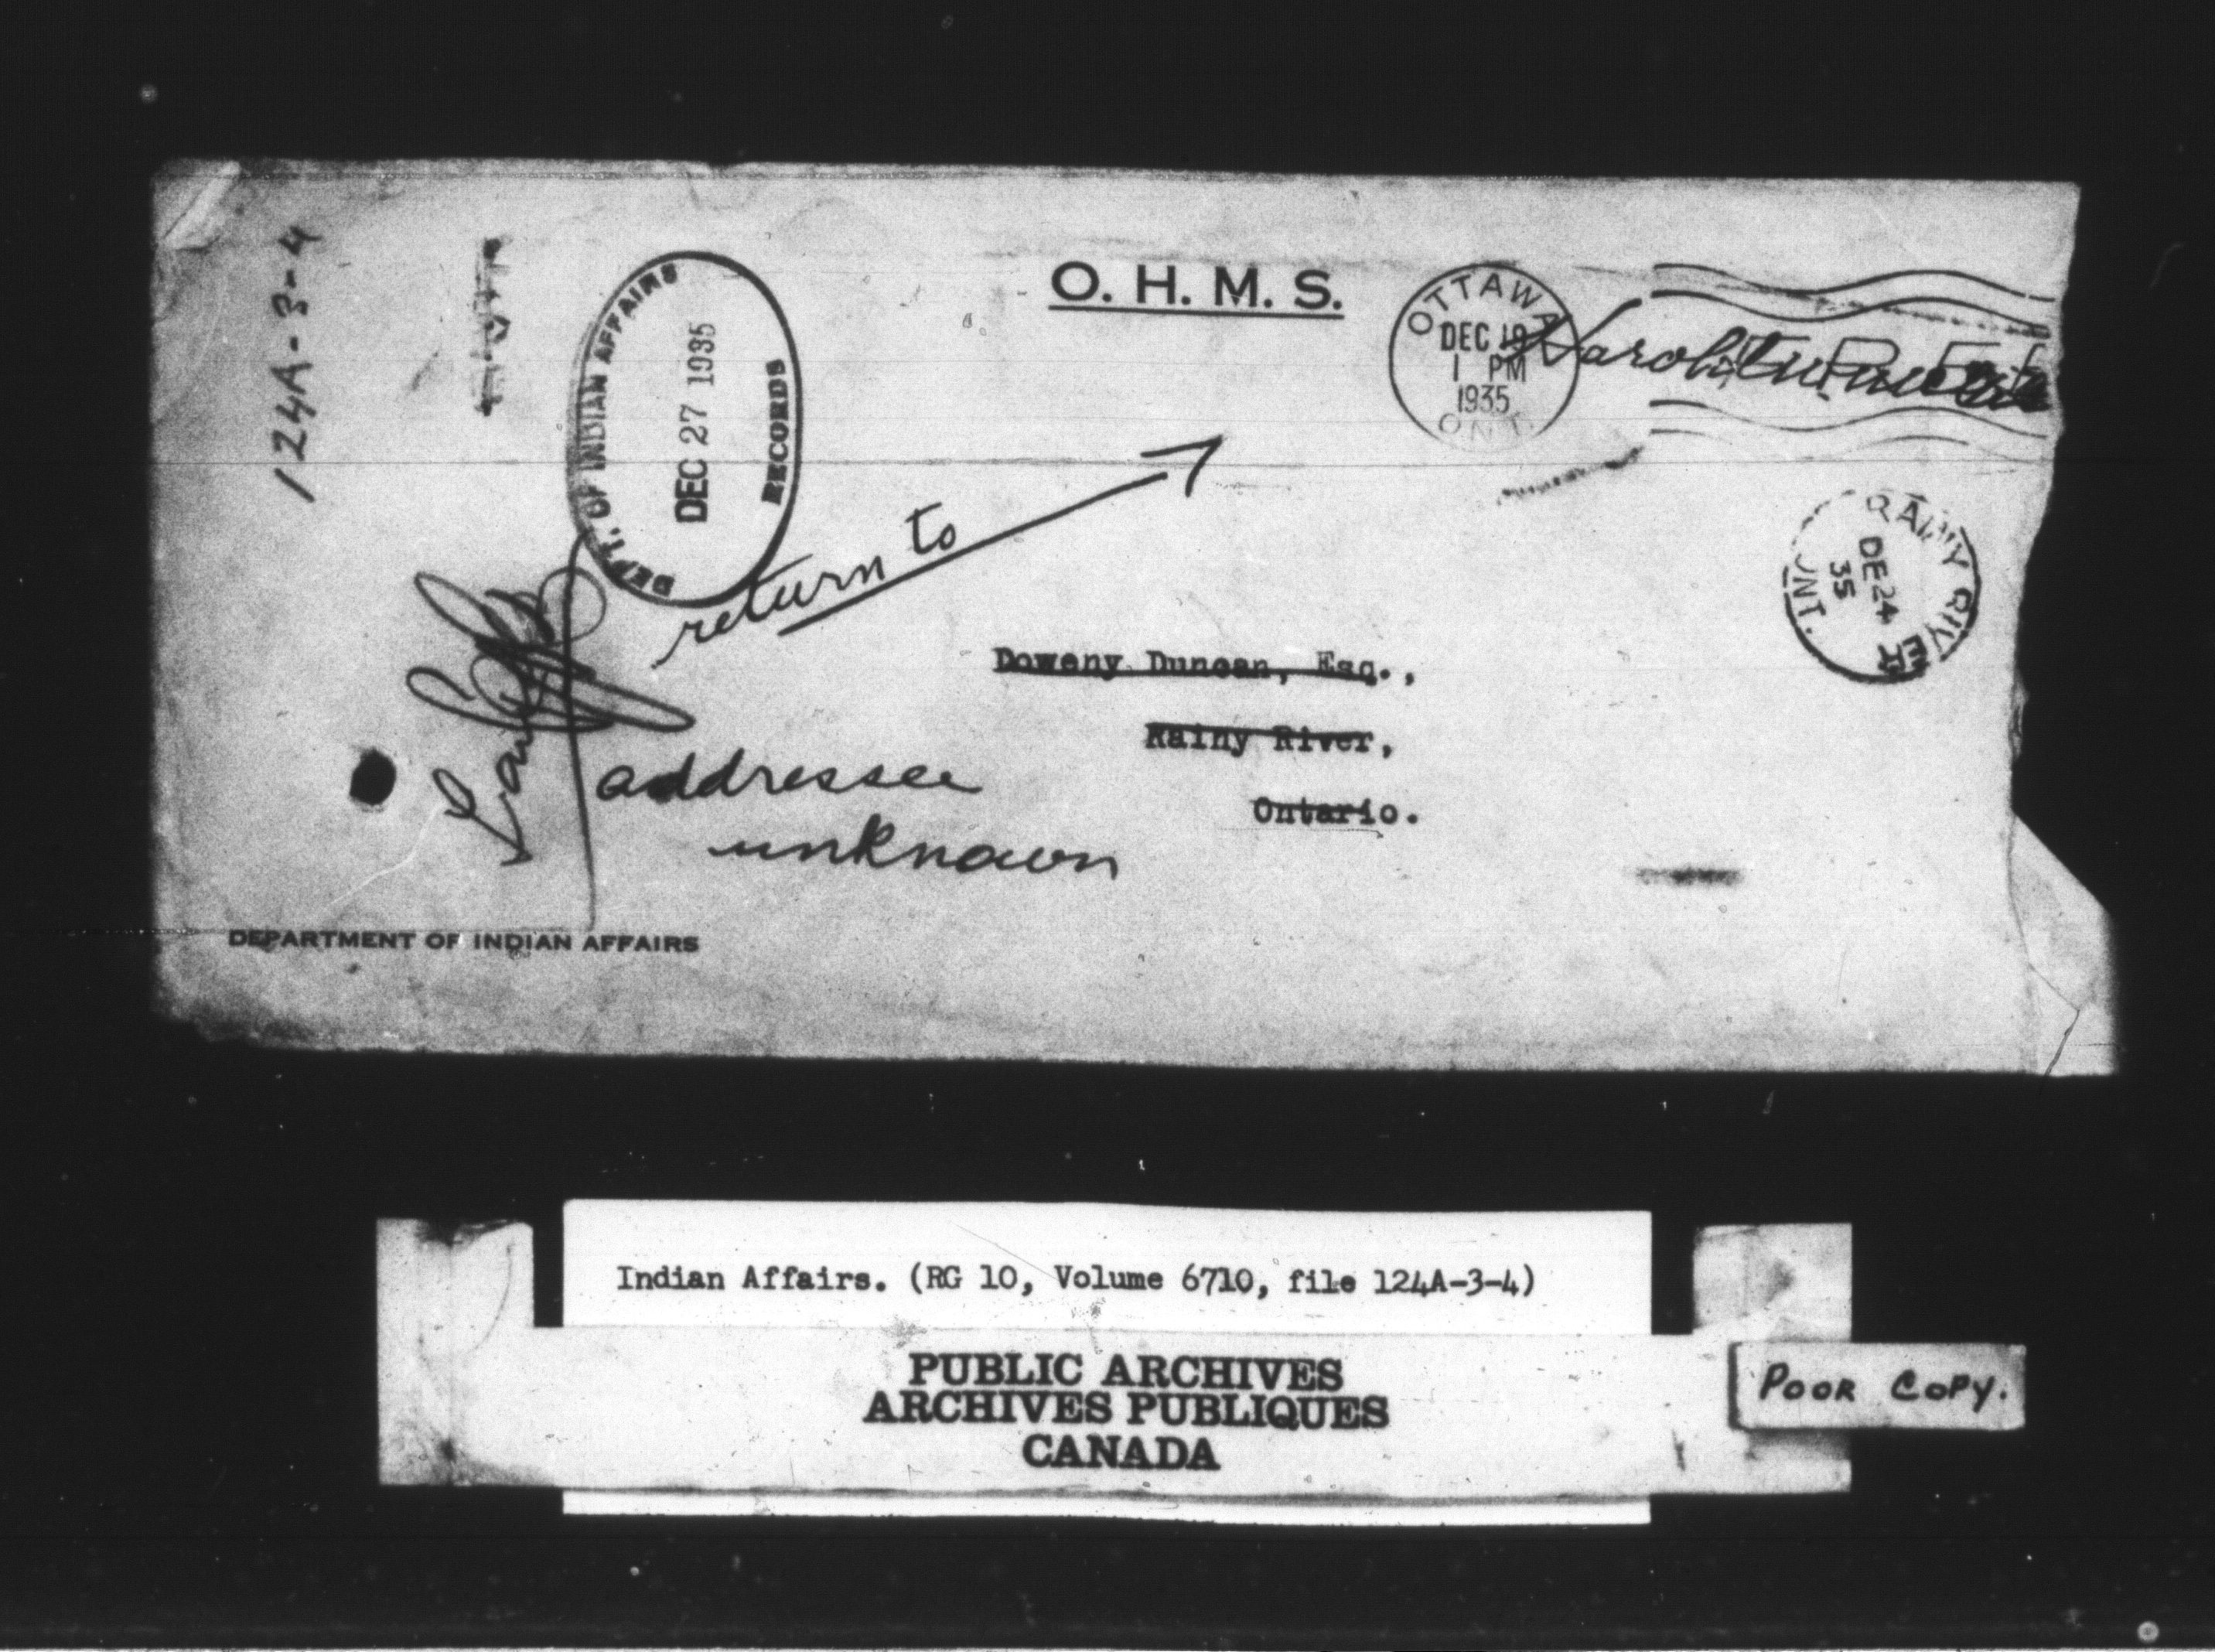 124A-3-4
DEPT. OF INDIAN AFFAIRS
DEC 27 1935
RECORDS
O. H. M. S.
OTTAWA
DEC 19
1 PM
1935
ONT.
RAINY RIVER
DE 24
35
ONT.
return to
Doweny Duncan, Esq.,
Rainy River,
Ontario.
addressee
unknown
DEPARTMENT OF INDIAN AFFAIRS
Indian Affairs. (RG 10, Volume 6710, file 124A-3-4)
PUBLIC ARCHIVES
ARCHIVES PUBLIQUES
CANADA
POOR COPY.